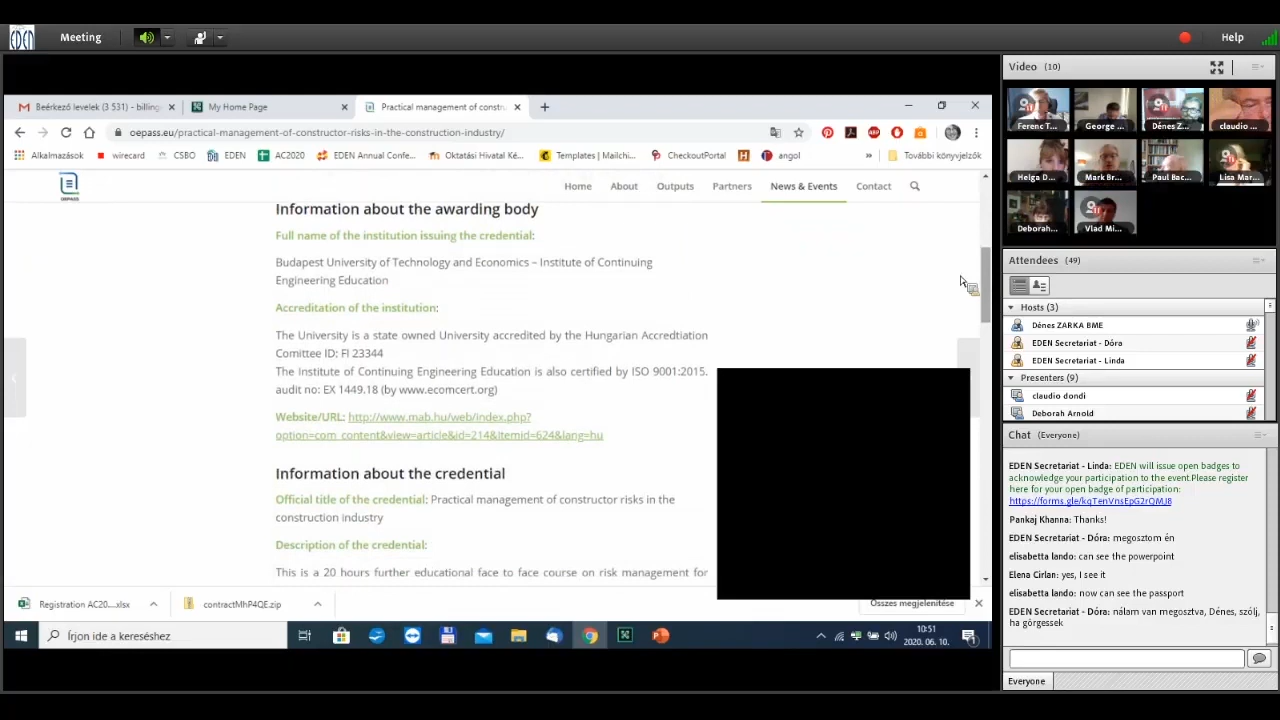 EDEN
Meeting
Help
Beérkező levelek (3 531) - billing
My Home Page
Practical management of constru
oepass.eu/practical-management-of-constructor-risks-in-the-construction-industry/
Alkalmazások
wirecard
CSBO
EDEN
AC2020
EDEN Annual Confe...
Oktatási Hivatal Ké...
Templates | Mailchi...
CheckoutPortal
angol
»
További könyvjelzők
OEPASS
Home
About
Outputs
Partners
News & Events
Contact
Information about the awarding body
Full name of the institution issuing the credential:
Budapest University of Technology and Economics – Institute of Continuing
Engineering Education
Accreditation of the institution:
The University is a state owned University accredited by the Hungarian Accredtiation
Comittee ID: FI 23344
The Institute of Continuing Engineering Education is also certified by ISO 9001:2015.
audit no: EX 1449.18 (by www.ecomcert.org)
Website/URL: http://www.mab.hu/web/index.php?
option=com_content&view=article&id=214&Itemid=624&lang=hu
Information about the credential
Official title of the credential: Practical management of constructor risks in the
construction industry
Description of the credential:
This is a 20 hours further educational face to face course on risk management for
Registration AC20....xlsx
contractMhP4QE.zip
Összes megjelenítése
Írjon ide a kereséshez
10:51
2020. 06. 10.
Video (10)
Ferenc T...
George ...
Dénes Z...
claudio ...
Helga D...
Mark Br...
Paul Bac...
Lisa Mar...
Deborah...
Vlad Mi...
Attendees (49)
Hosts (3)
Dénes ZARKA BME
EDEN Secretariat - Dóra
EDEN Secretariat - Linda
Presenters (9)
claudio dondi
Deborah Arnold
Chat (Everyone)
EDEN Secretariat - Linda: EDEN will issue open badges to
acknowledge your participation to the event.Please register
here for your open badge of participation:
https://forms.gle/kqTenVnsEpG2rQMJ8
Pankaj Khanna: Thanks!
EDEN Secretariat - Dóra: megosztom én
elisabetta lando: can see the powerpoint
Elena Cirlan: yes, I see it
elisabetta lando: now can see the passport
EDEN Secretariat - Dóra: nálam van megosztva, Dénes, szólj,
ha görgessek
Everyone